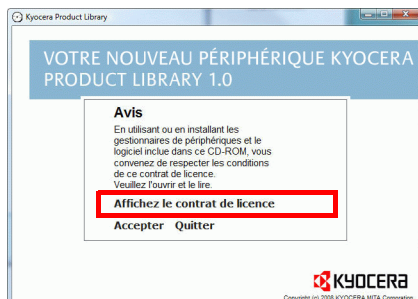 Kyocera Product Library
VOTRE NOUVEAU PÉRIPHÉRIQUE KYOCERA
PRODUCT LIBRARY 1.0
Avis
En utilisant ou en installant les
gestionnaires de périphériques et le
logiciel inclue dans ce CD-ROM, vous
convenez de respecter les conditions
de ce contrat de licence.
Veuillez l'ouvrir et le lire.
Affichez le contrat de licence
Accepter Quitter
KYOCERA
Copyright (c) 2008 KYOCERA MITA Corporation